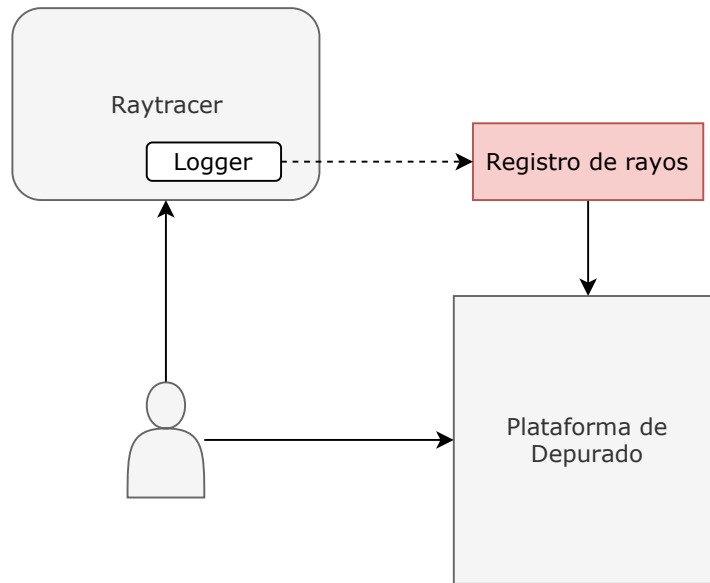 Raytracer
Logger
Registro de rayos
Plataforma de
Depurado